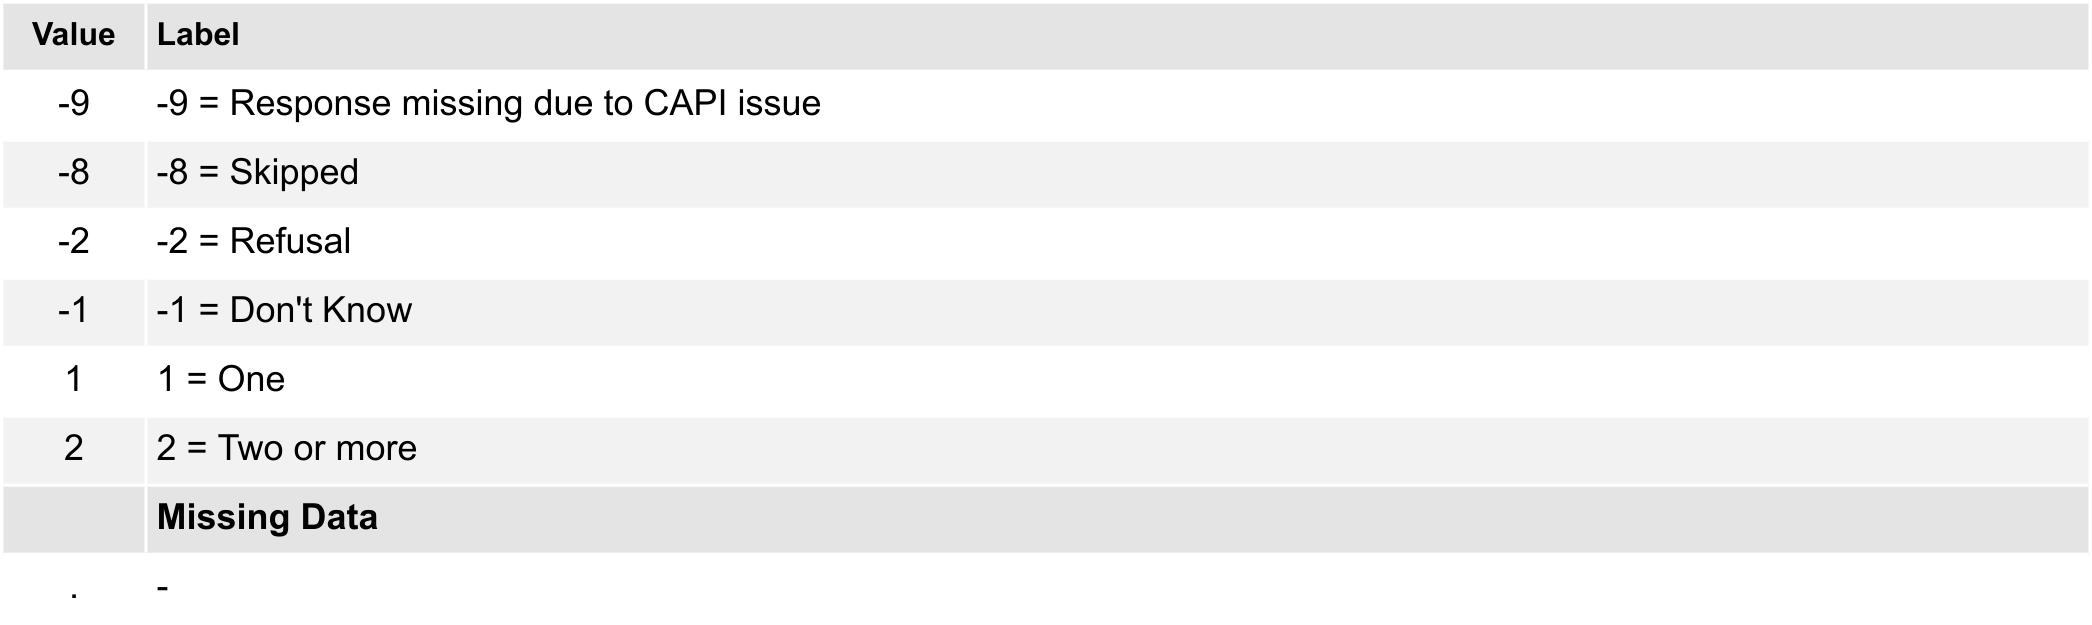 Value Label
-9 -9 = Response missing due to CAPI issue
-8 -8 = Skipped
-2 -2 = Refusal
-1 -1 = Don't Know
1 1 = One
2 2 = Two or more
Missing Data
. -